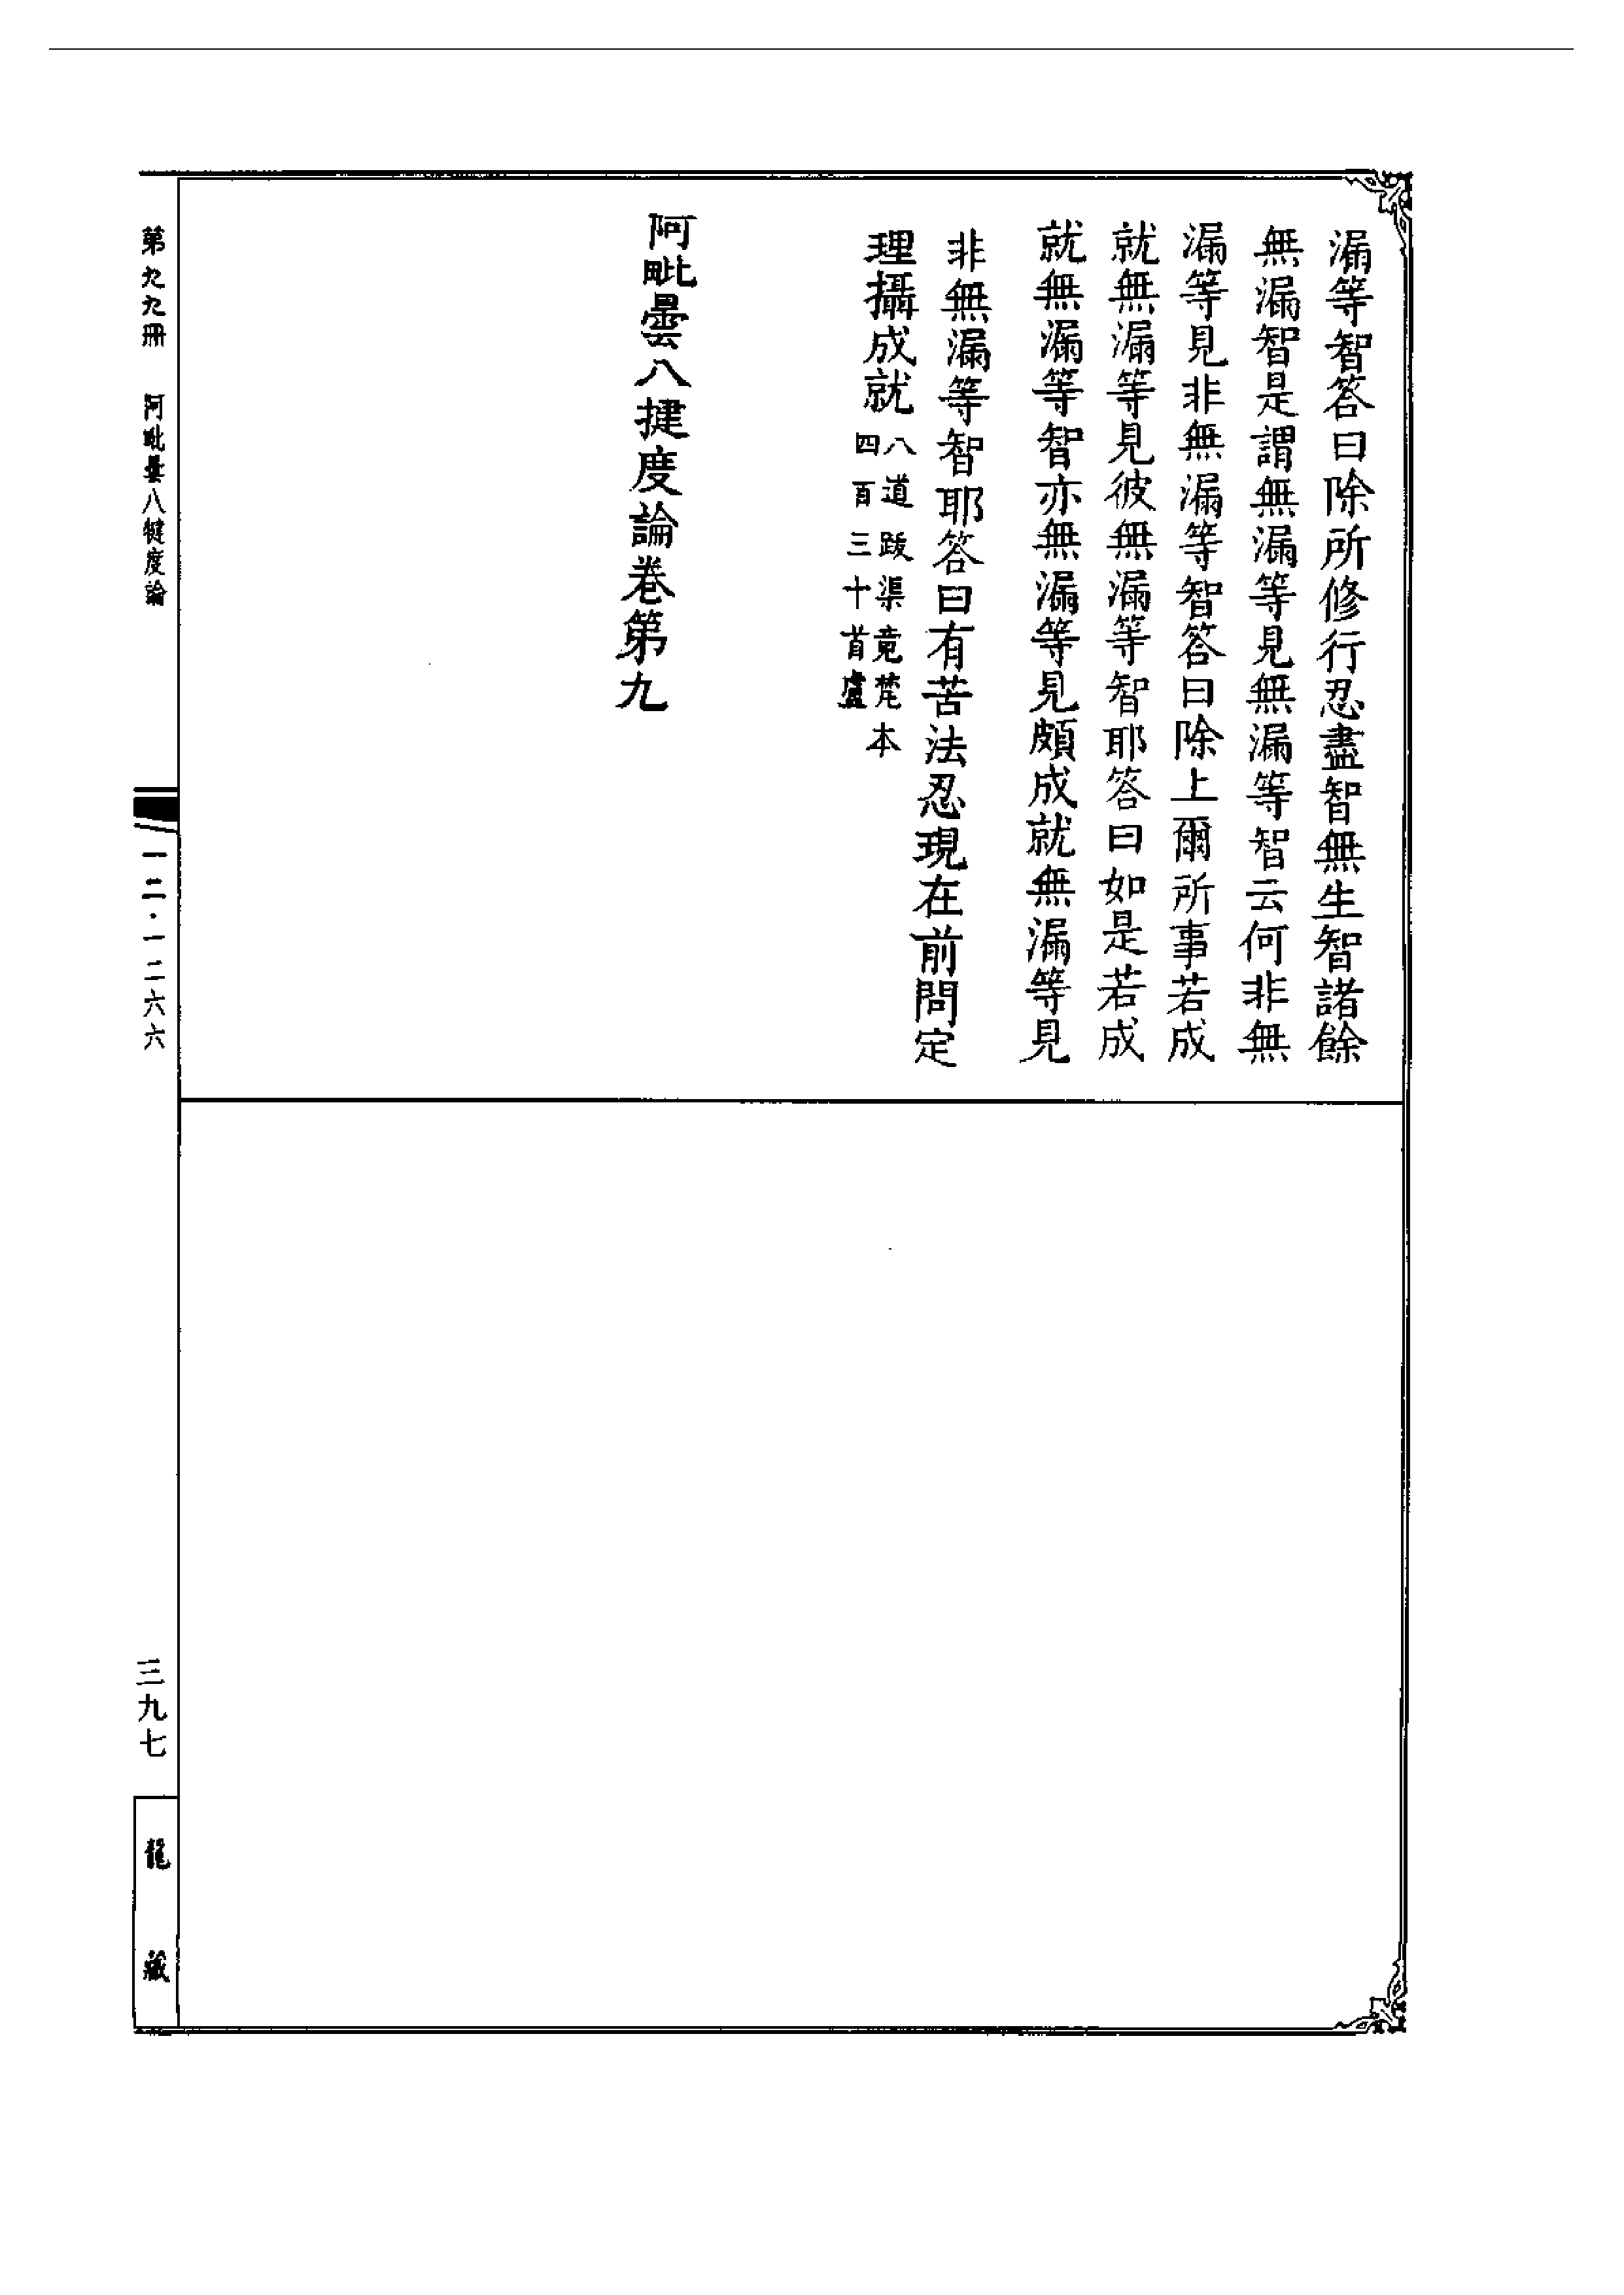 漏等智答曰除所修行忍盡智無生智諸餘
無漏智是謂無漏等見無漏等智云何非無
漏等見非無漏等智答曰除上爾所事若成
就無漏等見彼無漏等智耶答曰如是若成
就無漏等智亦無漏等見頗成就無漏等見
非無漏等智耶答曰有苦法忍現在前問定
理攝成就
八道跋渠竟梵本
四百三十首盧
阿毗曇八揵度論卷第九
第九九冊
阿毗曇八犍度論
一二·一二六六
三九七
龍藏